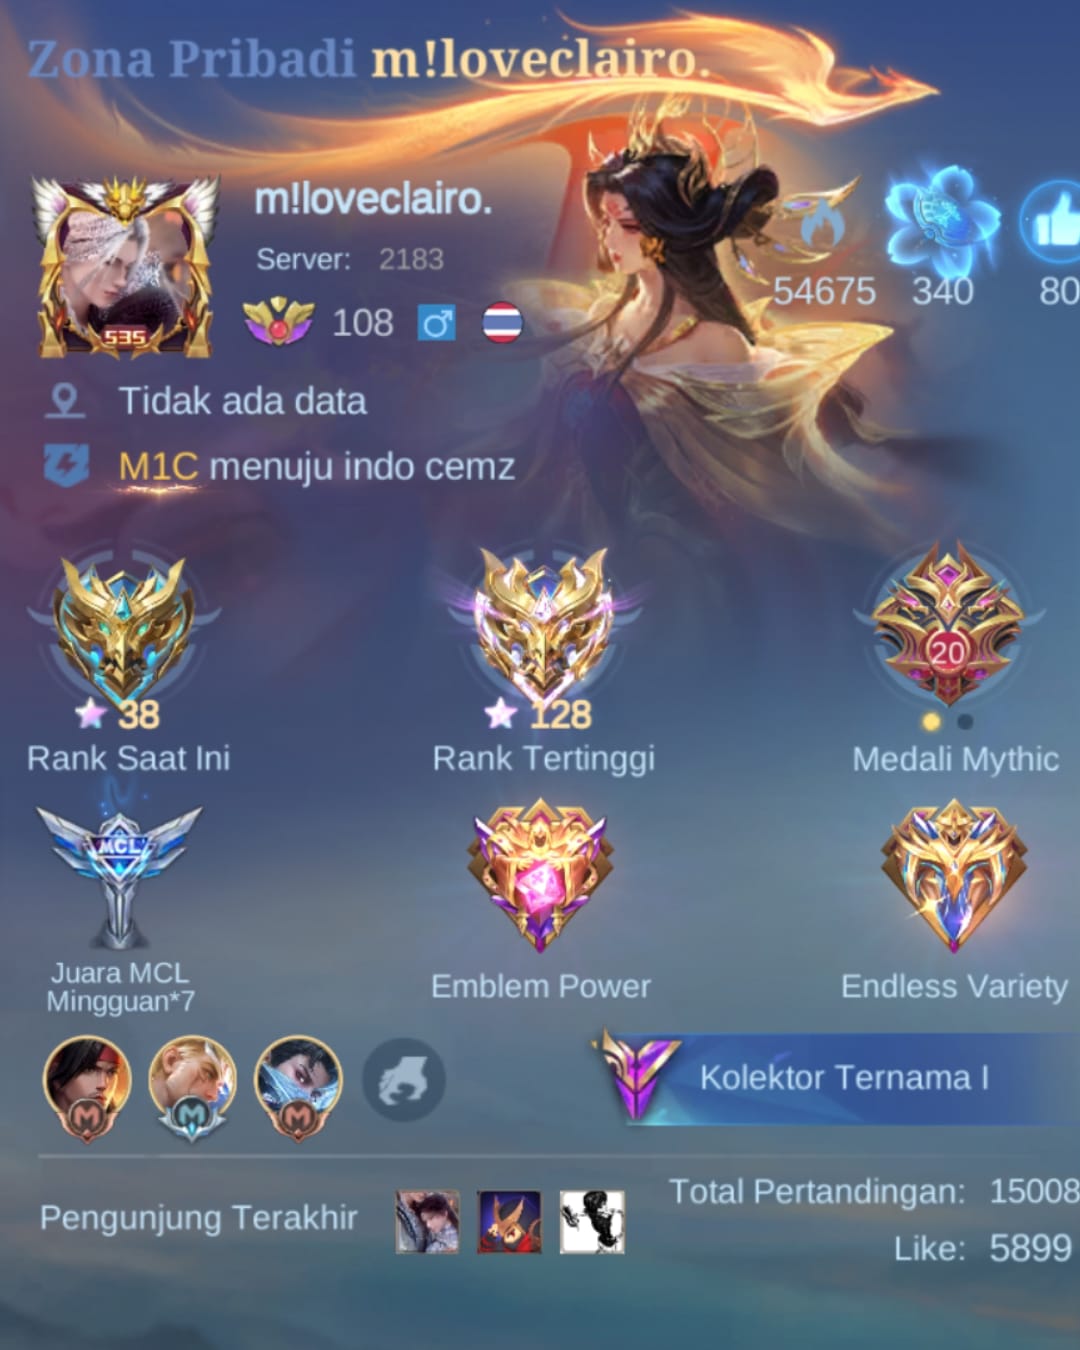 Zona Pribadi m!loveclairo.
m!loveclairo.
Server: 2183
108
535
54675
340
80
Tidak ada data
M1C menuju indo cemz
38
128
20
Rank Saat Ini
Rank Tertinggi
Medali Mythic
MCL
Juara MCL
Mingguan*7
Emblem Power
Endless Variety
M
M
M
Kolektor Ternama I
Pengunjung Terakhir
Total Pertandingan: 15008
Like: 5899